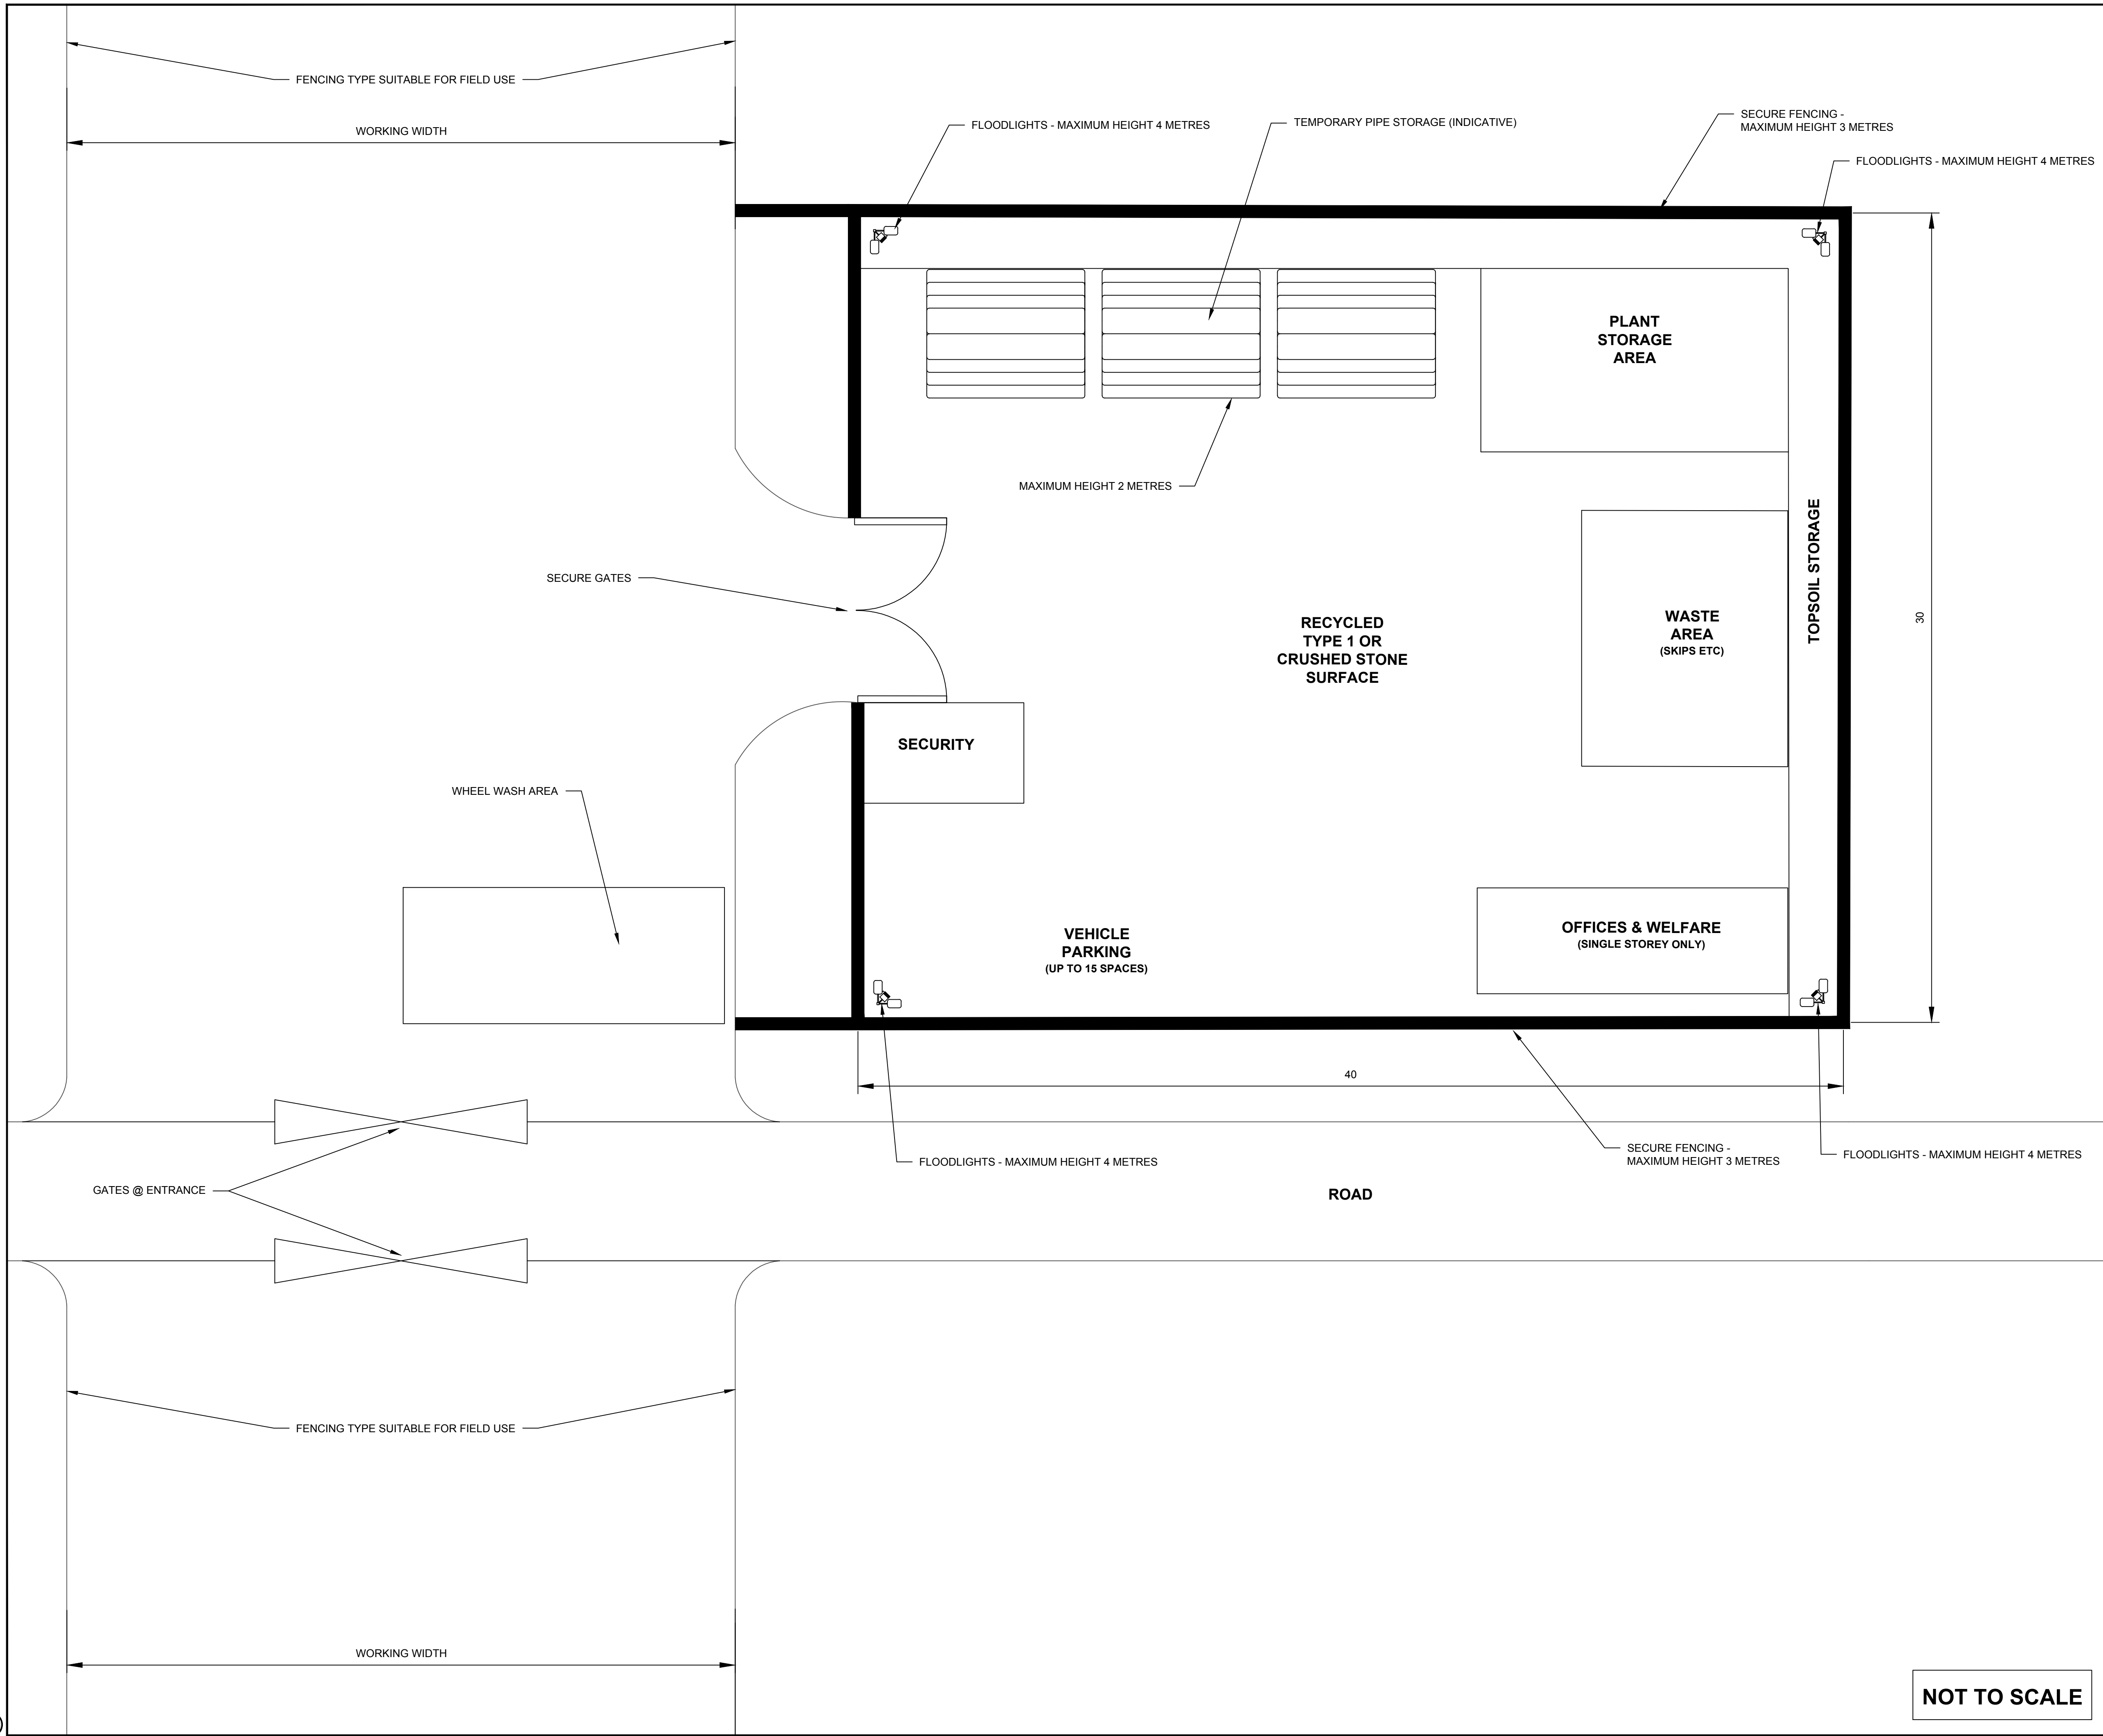 FENCING TYPE SUITABLE FOR FIELD USE
WORKING WIDTH
FLOODLIGHTS - MAXIMUM HEIGHT 4 METRES
TEMPORARY PIPE STORAGE (INDICATIVE)
SECURE FENCING -
MAXIMUM HEIGHT 3 METRES
FLOODLIGHTS - MAXIMUM HEIGHT 4 METRES
PLANT
STORAGE
AREA
MAXIMUM HEIGHT 2 METRES
TOPSOIL STORAGE
SECURE GATES
RECYCLED
TYPE 1 OR
CRUSHED STONE
SURFACE
WASTE
AREA
(SKIPS ETC)
30
SECURITY
WHEEL WASH AREA
VEHICLE
PARKING
(UP TO 15 SPACES)
OFFICES & WELFARE
(SINGLE STOREY ONLY)
40
FLOODLIGHTS - MAXIMUM HEIGHT 4 METRES
SECURE FENCING -
MAXIMUM HEIGHT 3 METRES
FLOODLIGHTS - MAXIMUM HEIGHT 4 METRES
GATES @ ENTRANCE
ROAD
FENCING TYPE SUITABLE FOR FIELD USE
WORKING WIDTH
NOT TO SCALE